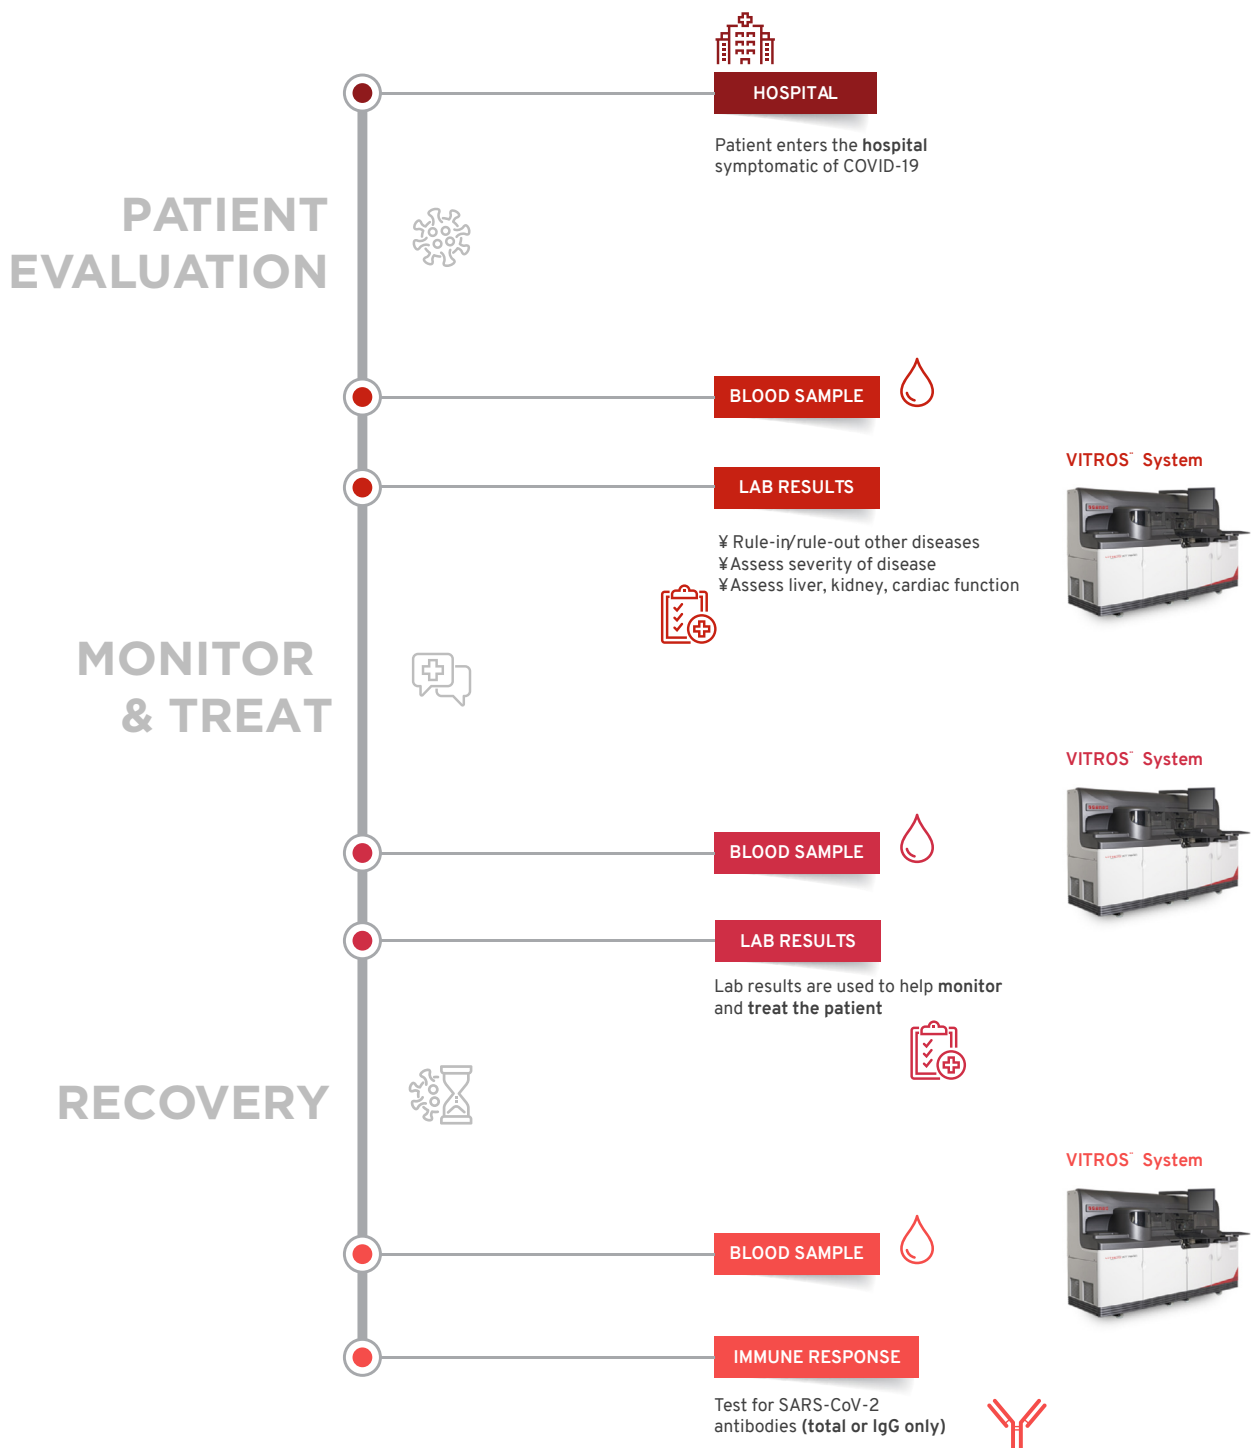 HOSPITAL
Patient enters the hospital
symptomatic of COVID-19
PATIENT
EVALUATION
BLOOD SAMPLE
VITROS™ System
LAB RESULTS
¥ Rule-in/rule-out other diseases
¥Assess severity of disease
¥Assess liver, kidney, cardiac function
MONITOR
& TREAT
VITROS™ System
BLOOD SAMPLE
LAB RESULTS
Lab results are used to help monitor
and treat the patient
RECOVERY
VITROS™ System
BLOOD SAMPLE
IMMUNE RESPONSE
Test for SARS-CoV-2
antibodies (total or IgG only)